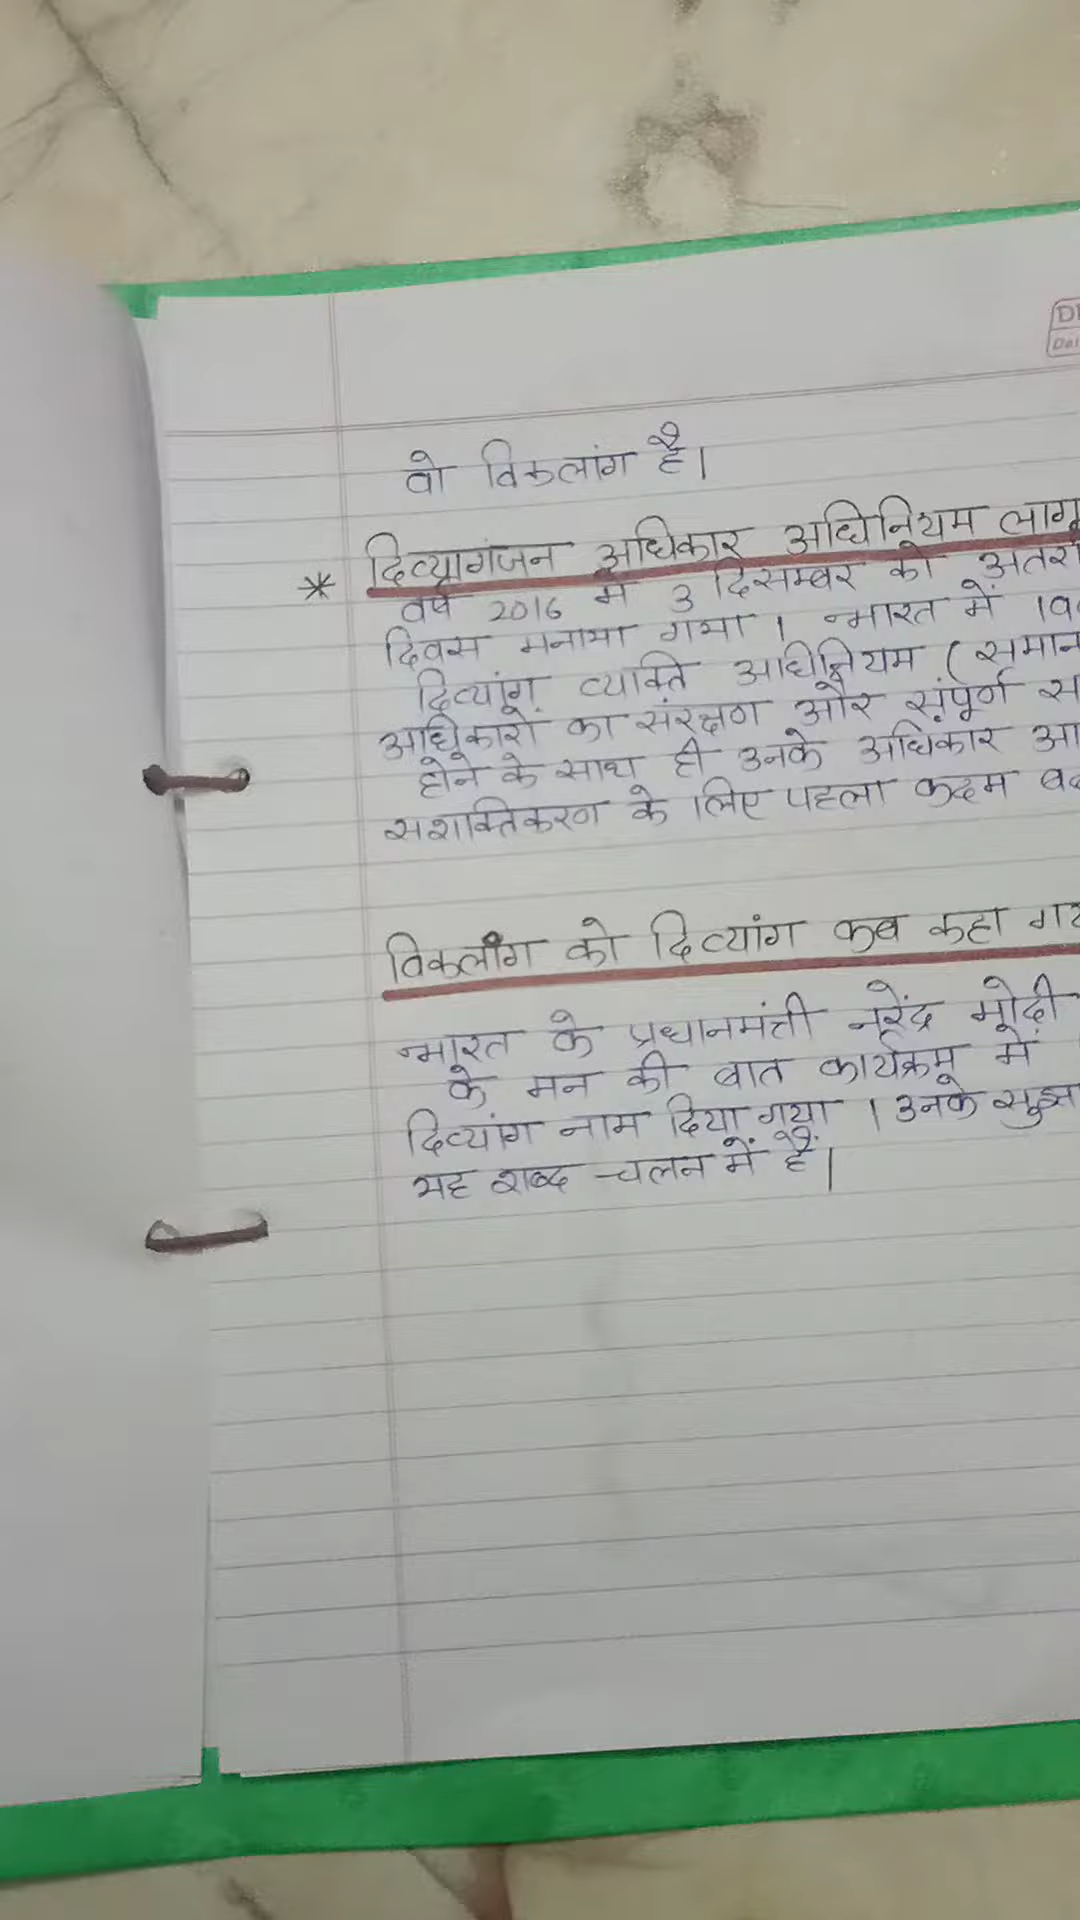 वो विकलांग है।
* दिव्यागंजन अधिकार अधिनियम लागू
वर्ष 2016 में 3 दिसम्बर को
दिवस मनाया गया । भारत में
दिव्यांग व्यक्ति अधिनियम (समान
अधिकारों का संरक्षण और संपूर्ण
होने के साथ ही उनके अधिकार
सशक्तिकरण के लिए पहला कदम
विकलांग को दिव्यांग कब कहा
भारत के प्रधानमंत्री नरेंद्र मोदी
के मन की बात कार्यक्रम में
दिव्यांग नाम दिया गया । उनके
यह शब्द चलन में है।